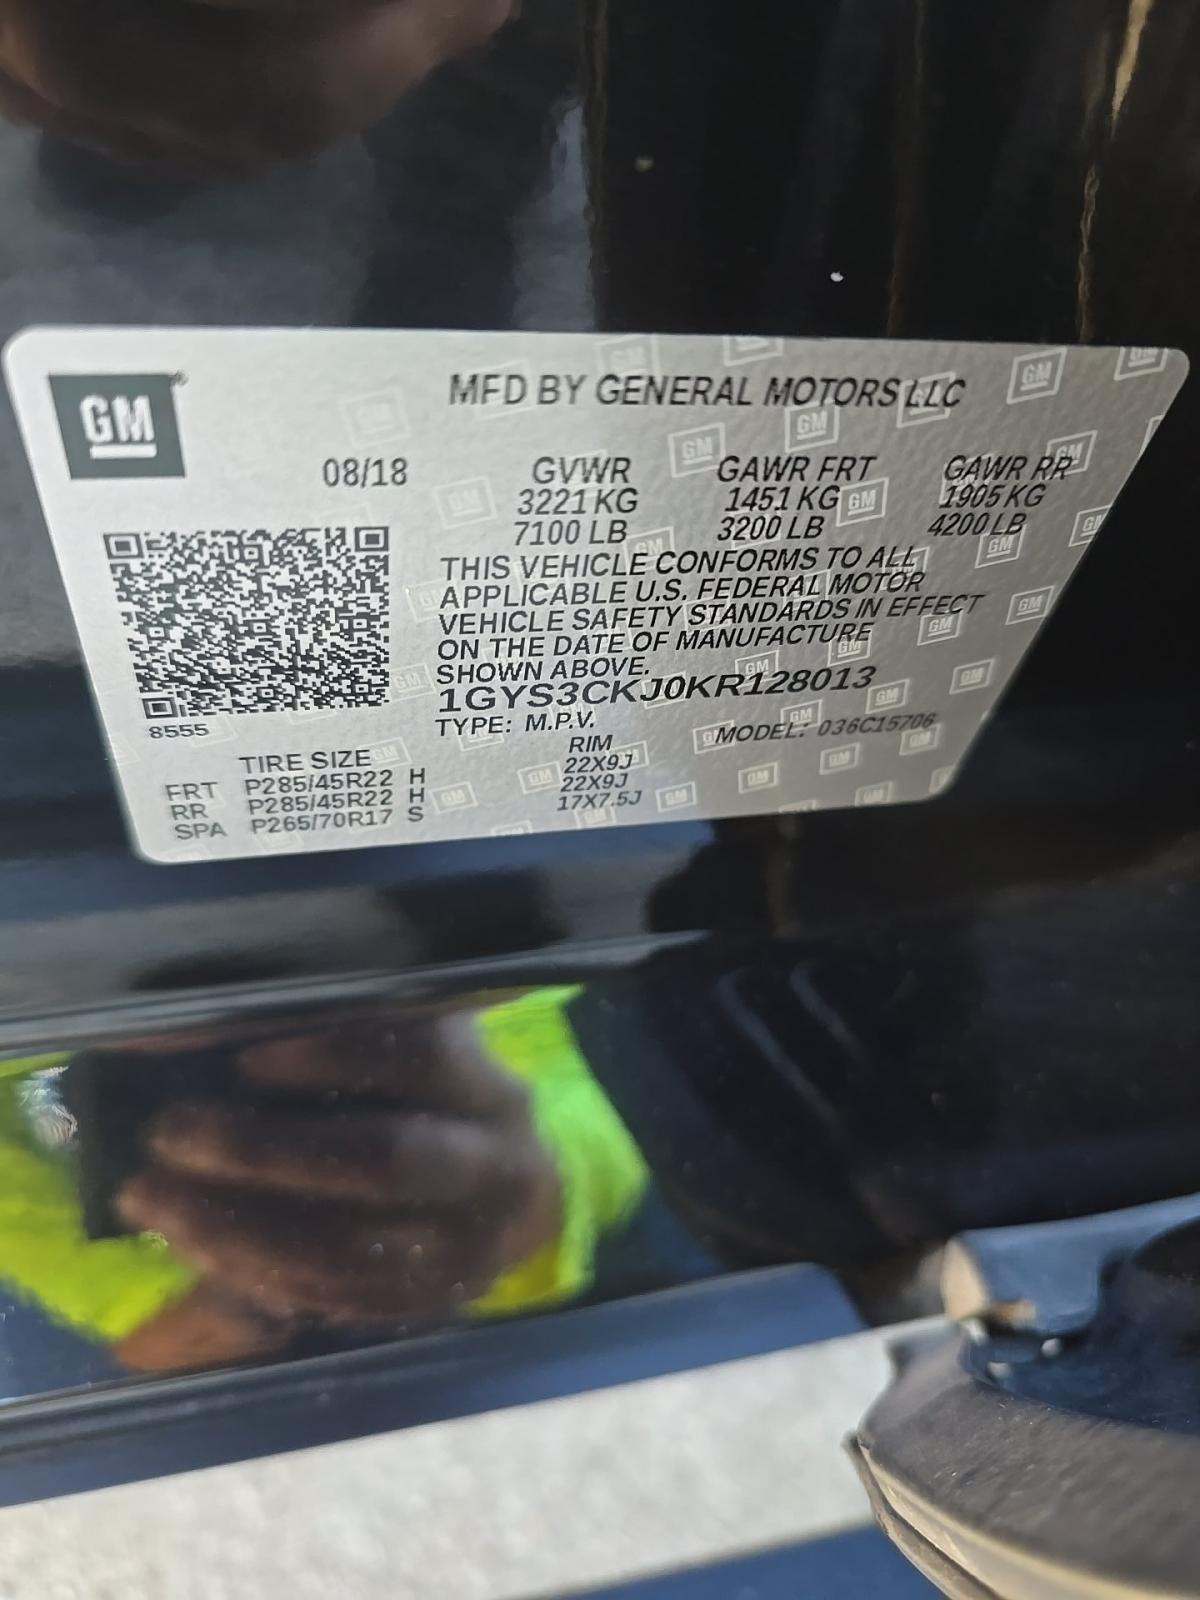 GM
MFD BY GENERAL MOTORS LLC
08/18 GVWR GAWR FRT GAWR RR
3221 KG 1451 KG 1905 KG
7100 LB 3200 LB 4200 LB
THIS VEHICLE CONFORMS TO ALL
APPLICABLE U.S. FEDERAL MOTOR
VEHICLE SAFETY STANDARDS IN EFFECT
ON THE DATE OF MANUFACTURE
SHOWN ABOVE.
1GYS3CKJ0KR128013
8555
TYPE: M.P.V. MODEL: 036C15706
TIRE SIZE RIM
FRT P285/45R22 H 22X9J
RR P285/45R22 H 22X9J
SPA P265/70R17 S 17X7.5J